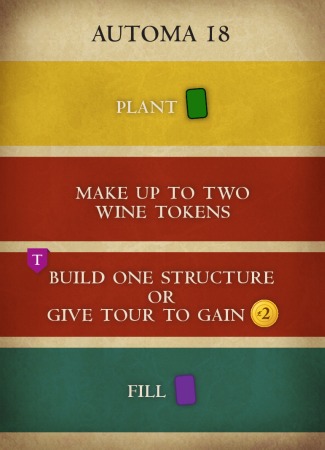 AUTOMA 18
PLANT
MAKE UP TO TWO
WINE TOKENS
T
BUILD ONE STRUCTURE
OR
GIVE TOUR TO GAIN £2
FILL